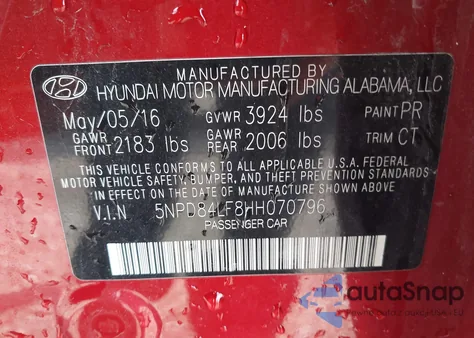 MANUFACTURED BY
HYUNDAI MOTOR MANUFACTURING ALABAMA, LLC
May/05/16 GVWR 3924 lbs PAINT PR
GAWR FRONT 2183 lbs GAWR REAR 2006 lbs TRIM CT
THIS VEHICLE CONFORMS TO ALL APPLICABLE U.S.A. FEDERAL
MOTOR VEHICLE SAFETY, BUMPER, AND THEFT PREVENTION STANDARDS
IN EFFECT ON THE DATE OF MANUFACTURE SHOWN ABOVE.
V.I.N 5NPD84LF8HH070796
PASSENGER CAR
autoSnap